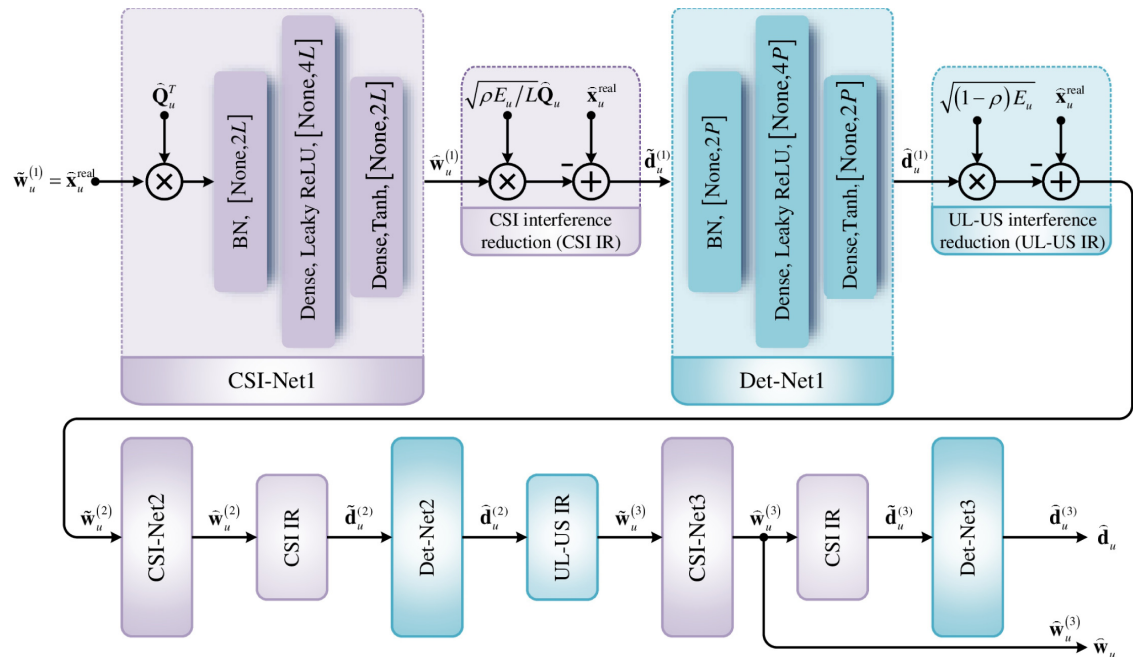 w̃_u^(1) = x̂_u^real
Q̂_u^T
BN, [None,2L]
Dense, Leaky ReLU, [None,4L]
Dense,Tanh, [None,2L]
CSI-Net1
ŵ_u^(1)
√(ρE_u/L) Q̂_u
x̂_u^real
−
CSI interference
reduction (CSI IR)
d̃_u^(1)
BN, [None,2P]
Dense, Leaky ReLU, [None,4P]
Dense,Tanh, [None,2P]
Det-Net1
d̂_u^(1)
√((1−ρ)E_u)
x̂_u^real
−
UL-US interference
reduction (UL-US IR)
w̃_u^(2)
CSI-Net2
ŵ_u^(2)
CSI IR
d̃_u^(2)
Det-Net2
d̂_u^(2)
UL-US IR
w̃_u^(3)
CSI-Net3
ŵ_u^(3)
CSI IR
d̃_u^(3)
Det-Net3
d̂_u^(3)
d̂_u
ŵ_u^(3)
ŵ_u